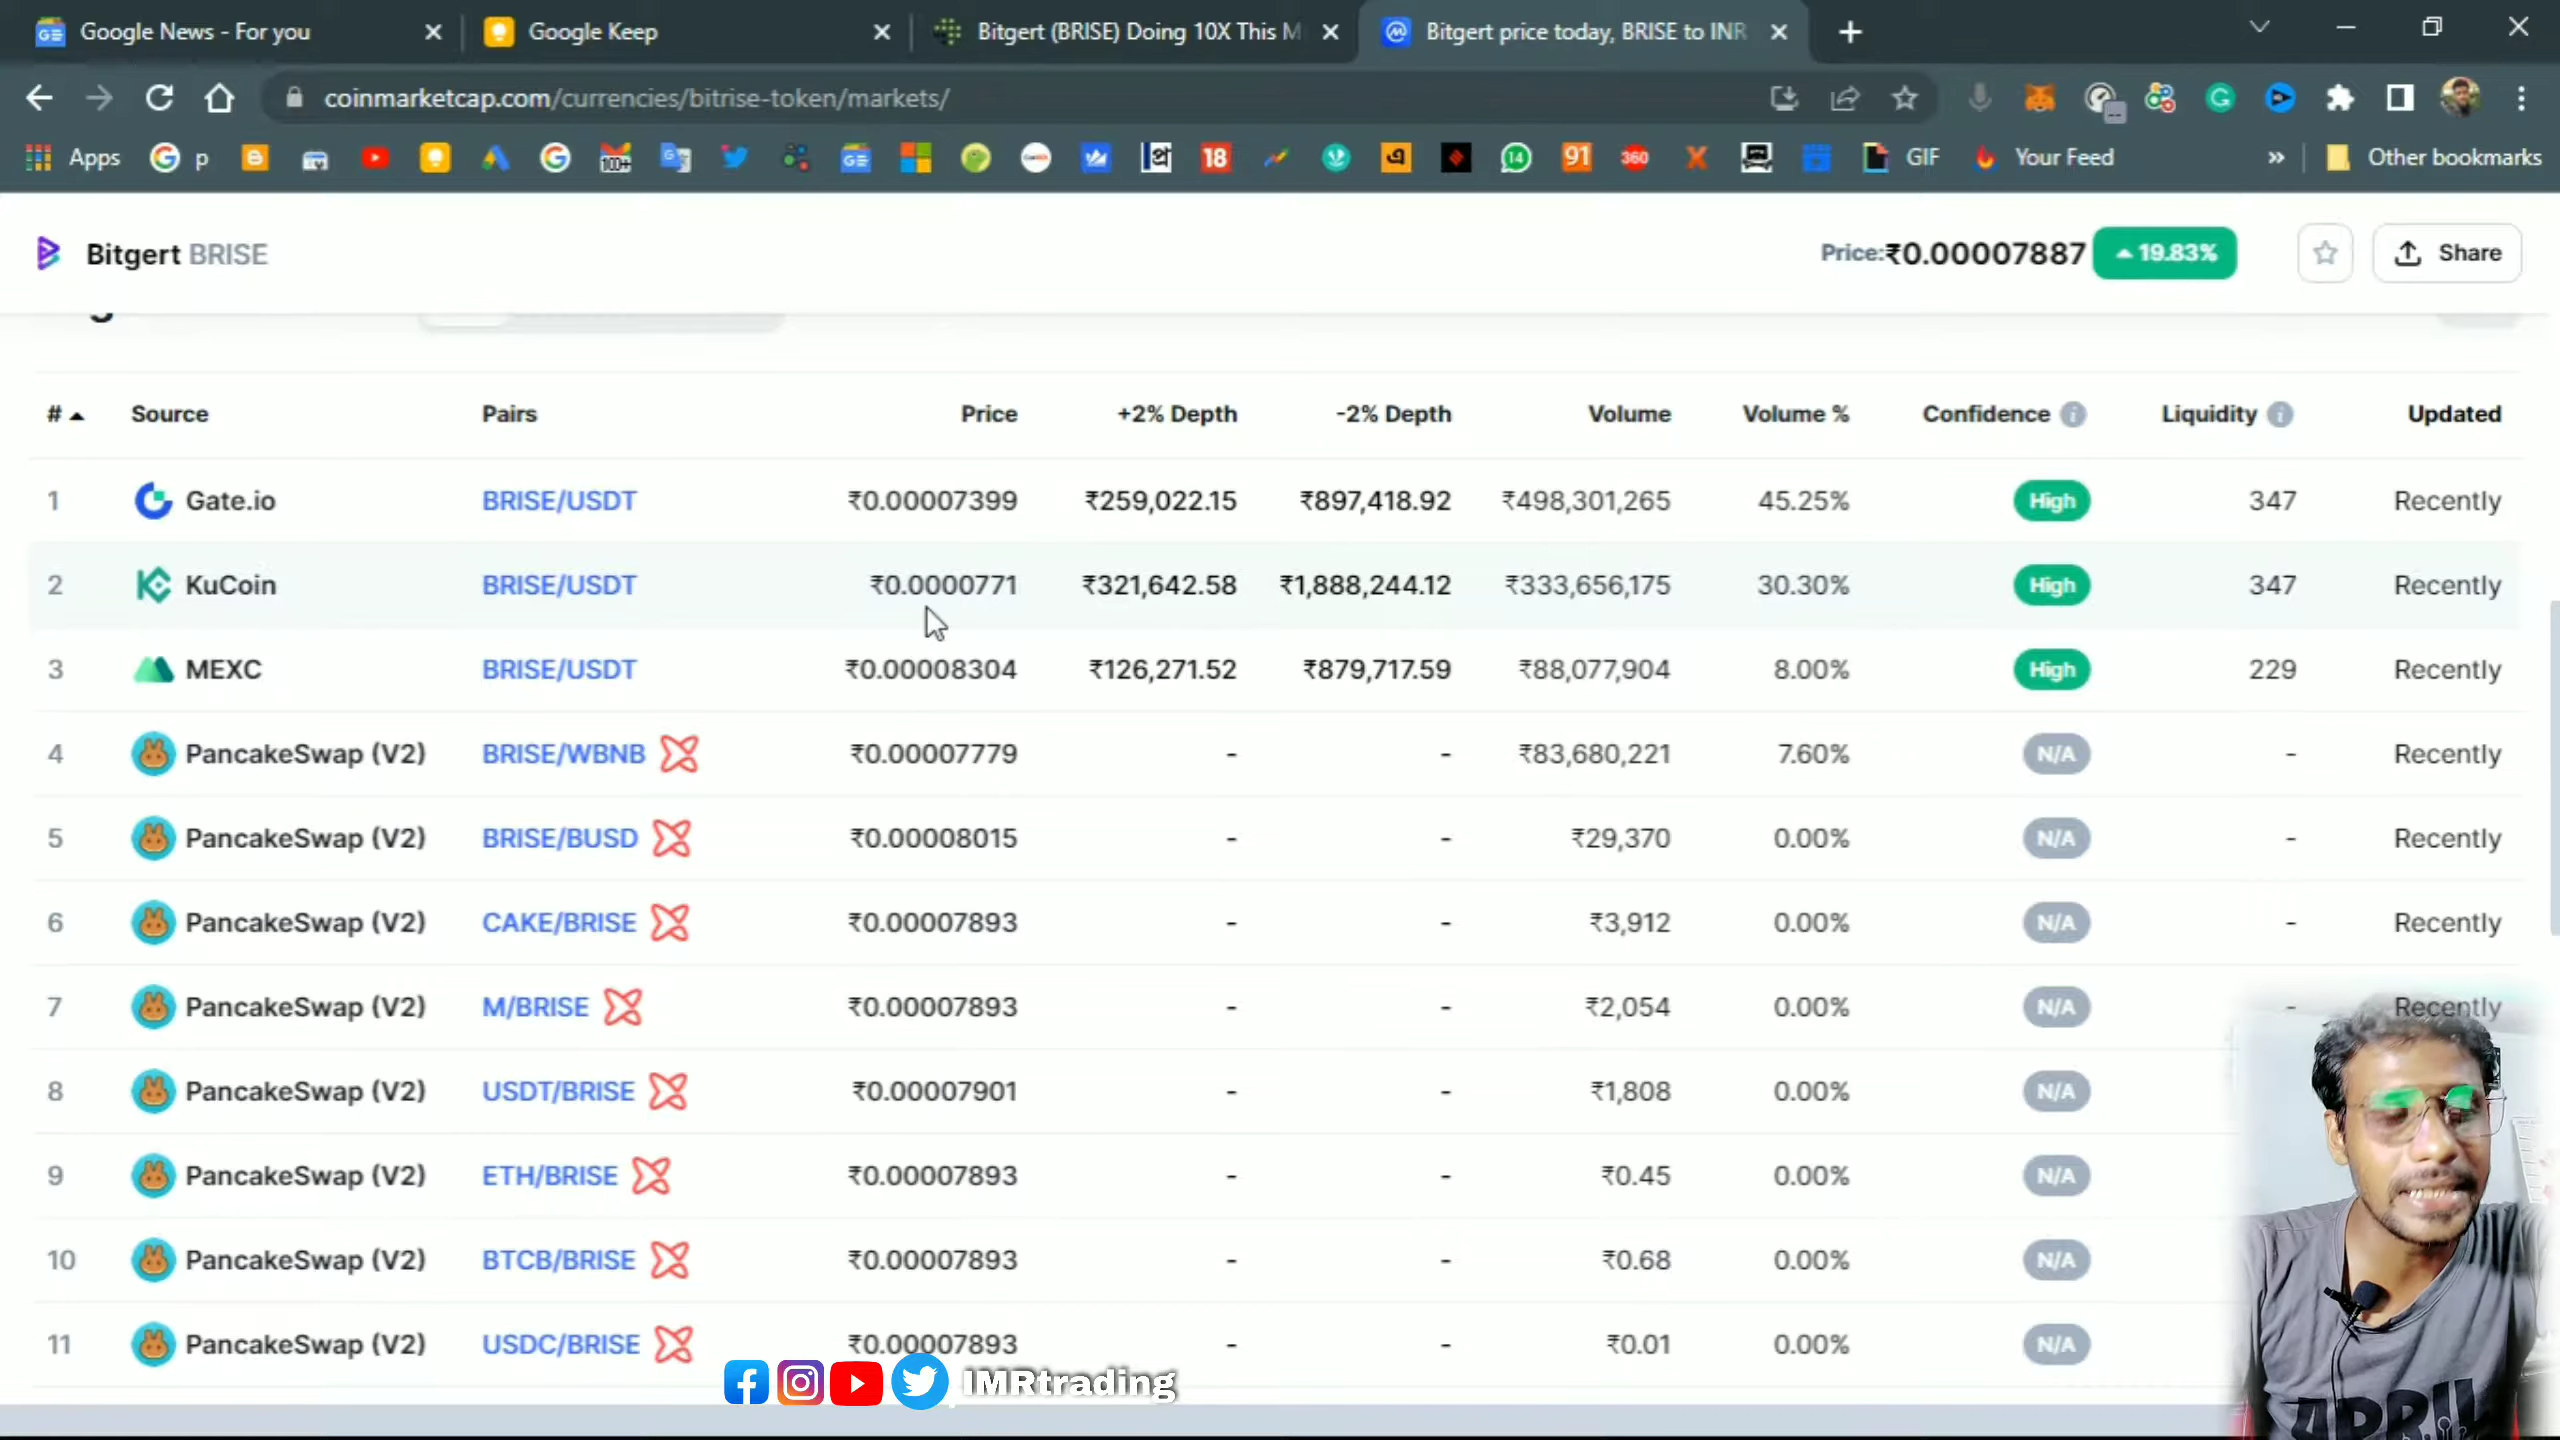 Google News - For you
Google Keep
Bitgert (BRISE) Doing 10X This M
Bitgert price today, BRISE to INR
coinmarketcap.com/currencies/bitrise-token/markets/
Apps p 100+ 18 14 91 360 GIF Your Feed » Other bookmarks
Bitgert BRISE
Price:₹0.00007887 19.83% Share
# Source Pairs Price +2% Depth -2% Depth Volume Volume % Confidence Liquidity Updated
1 Gate.io BRISE/USDT ₹0.00007399 ₹259,022.15 ₹897,418.92 ₹498,301,265 45.25% High 347 Recently
2 KuCoin BRISE/USDT ₹0.0000771 ₹321,642.58 ₹1,888,244.12 ₹333,656,175 30.30% High 347 Recently
3 MEXC BRISE/USDT ₹0.00008304 ₹126,271.52 ₹879,717.59 ₹88,077,904 8.00% High 229 Recently
4 PancakeSwap (V2) BRISE/WBNB ₹0.00007779 - - ₹83,680,221 7.60% N/A - Recently
5 PancakeSwap (V2) BRISE/BUSD ₹0.00008015 - - ₹29,370 0.00% N/A - Recently
6 PancakeSwap (V2) CAKE/BRISE ₹0.00007893 - - ₹3,912 0.00% N/A - Recently
7 PancakeSwap (V2) M/BRISE ₹0.00007893 - - ₹2,054 0.00% N/A - Recently
8 PancakeSwap (V2) USDT/BRISE ₹0.00007901 - - ₹1,808 0.00% N/A
9 PancakeSwap (V2) ETH/BRISE ₹0.00007893 - - ₹0.45 0.00% N/A
10 PancakeSwap (V2) BTCB/BRISE ₹0.00007893 - - ₹0.68 0.00% N/A
11 PancakeSwap (V2) USDC/BRISE ₹0.00007893 - - ₹0.01 0.00% N/A
IMRtrading